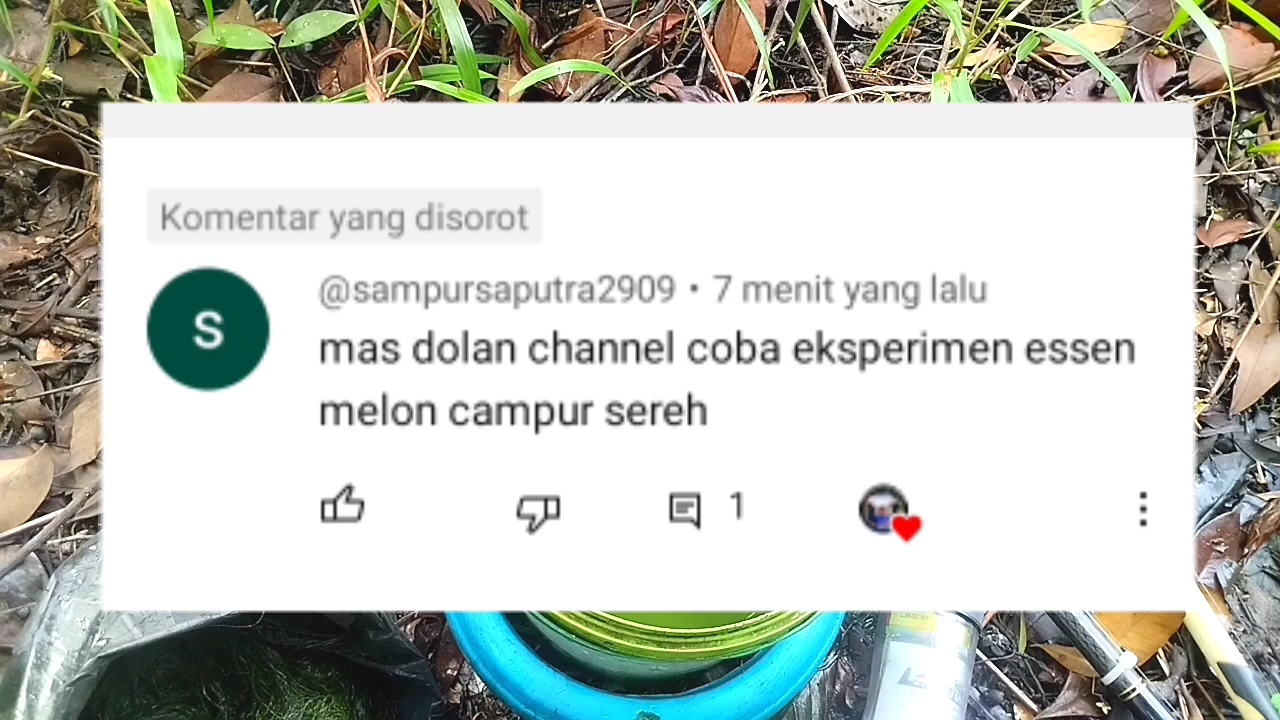 Komentar yang disorot
@sampursaputra2909 • 7 menit yang lalu
mas dolan channel coba eksperimen essen
melon campur sereh
1